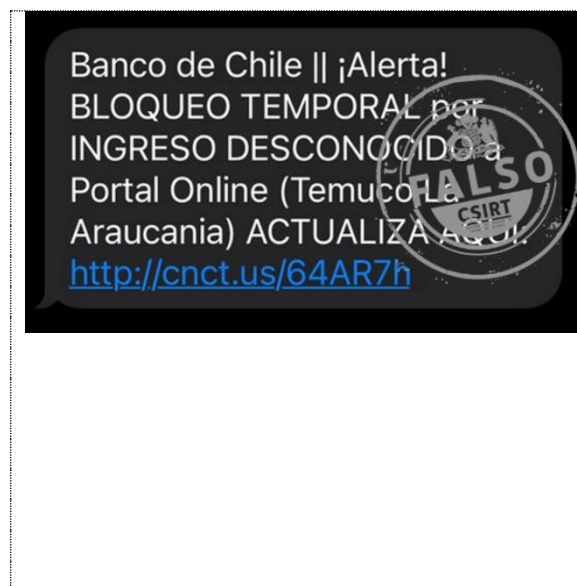 Banco de Chile || ¡Alerta!
BLOQUEO TEMPORAL por
INGRESO DESCONOCIDO a
Portal Online (Temuco La
Araucania) ACTUALIZA AQUI:
http://cnct.us/64AR7h
FALSO
CSIRT